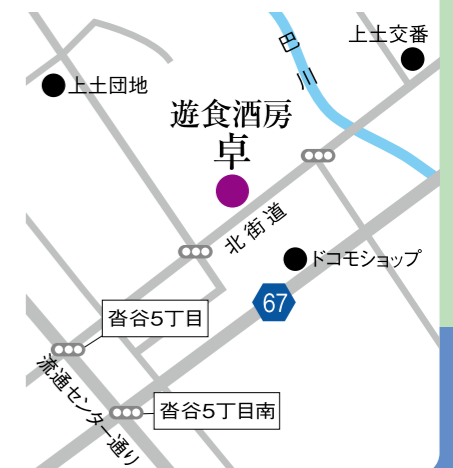 巴川
上土交番
上土団地
遊食酒房
卓
北街道
ドコモショップ
67
沓谷5丁目
流通センター通り
沓谷5丁目南